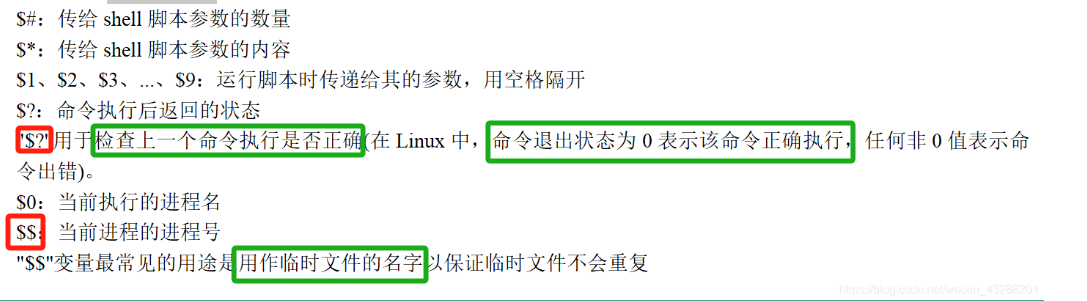 $#：传给 shell 脚本参数的数量
$*：传给 shell 脚本参数的内容
$1、$2、$3、...、$9：运行脚本时传递给其的参数，用空格隔开
$?：命令执行后返回的状态
"$?"用于检查上一个命令执行是否正确(在 Linux 中，命令退出状态为 0 表示该命令正确执行，任何非 0 值表示命
令出错)。
$0：当前执行的进程名
$$：当前进程的进程号
"$$"变量最常见的用途是用作临时文件的名字以保证临时文件不会重复
https://blog.csdn.net/weixin_43288201